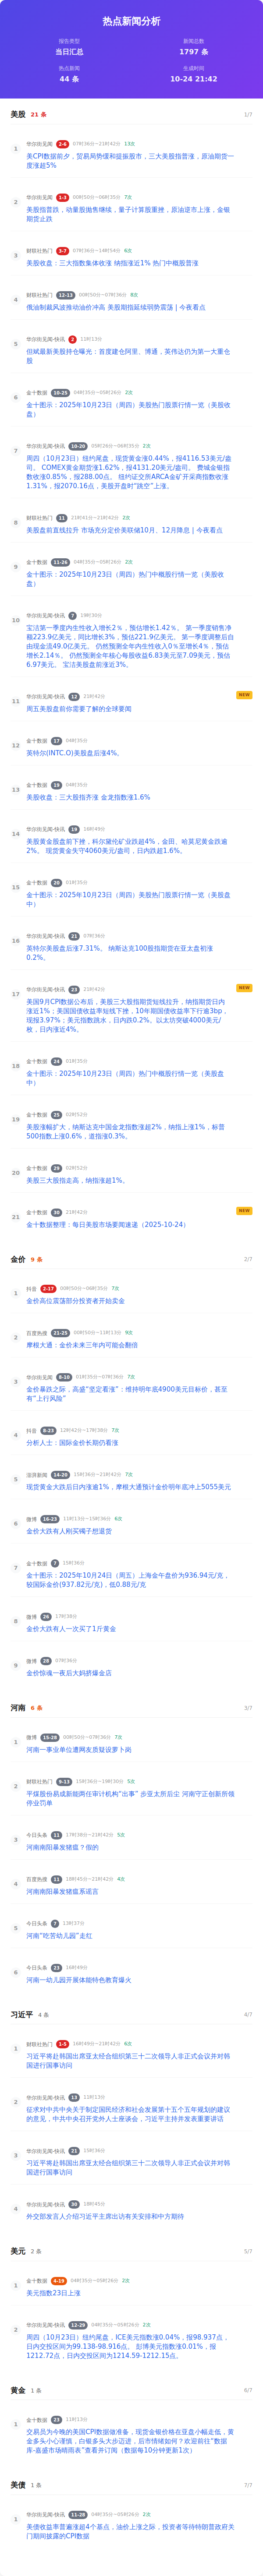 热点新闻分析
报告类型
新闻总数
当日汇总
1797 条
热点新闻
生成时间
44 条
10-24 21:42
美股 21 条
1/7
1
华尔街见闻 2-6 07时36分~21时42分 13次
美CPI数据前夕，贸易局势缓和提振股市，三大美股指普涨，原油期货一
度涨超5%
2
华尔街见闻 1-3 00时50分~06时35分 7次
美股指普跌，动量股抛售继续，量子计算股重挫，原油逆市上涨，金银
期货止跌
3
财联社热门 3-7 07时36分~14时54分 6次
美股收盘：三大指数集体收涨 纳指涨近1% 热门中概股普涨
4
财联社热门 12-13 00时50分~07时36分 8次
俄油制裁风波推动油价冲高 美股期指延续弱势震荡 | 今夜看点
5
华尔街见闻-快讯 2 11时13分
但斌最新美股持仓曝光：首度建仓阿里、博通，英伟达仍为第一大重仓
股
6
金十数据 10-25 04时35分~05时26分 2次
金十图示：2025年10月23日（周四）美股热门股票行情一览（美股收
盘）
7
华尔街见闻-快讯 10-20 05时26分~06时35分 2次
周四（10月23日）纽约尾盘，现货黄金涨0.44%，报4116.53美元/盎
司。 COMEX黄金期货涨1.62%，报4131.20美元/盎司。 费城金银指
数收涨0.85%，报288.00点。 纽约证交所ARCA金矿开采商指数收涨
1.31%，报2070.16点，美股开盘时“跳空”上涨。
8
财联社热门 11 21时41分~21时42分 2次
美股盘前直线拉升 市场充分定价美联储10月、12月降息 | 今夜看点
9
金十数据 11-26 04时35分~05时26分 2次
金十图示：2025年10月23日（周四）热门中概股行情一览（美股收
盘）
10
华尔街见闻-快讯 7 19时30分
宝洁第一季度内生性收入增长2%，预估增长1.42%。 第一季度销售净
额223.9亿美元，同比增长3%，预估221.9亿美元。 第一季度调整后自
由现金流49.0亿美元。 仍然预测全年内生性收入0%至增长4%，预估
增长2.14%。 仍然预测全年核心每股收益6.83美元至7.09美元，预估
6.97美元。 宝洁美股盘前涨近3%。
11
华尔街见闻-快讯 12 21时42分
NEW
周五美股盘前你需要了解的全球要闻
12
金十数据 17 04时35分
英特尔(INTC.O)美股盘后涨4%。
13
金十数据 19 04时35分
美股收盘：三大股指齐涨 金龙指数涨1.6%
14
华尔街见闻-快讯 19 16时49分
美股黄金股盘前下挫，科尔黛伦矿业跌超4%，金田、哈莫尼黄金跌逾
2%。 现货黄金失守4060美元/盎司，日内跌超1.6%。
15
金十数据 20 01时35分
金十图示：2025年10月23日（周四）美股热门股票行情一览（美股盘
中）
16
华尔街见闻-快讯 21 07时36分
英特尔美股盘后涨7.31%。 纳斯达克100股指期货在亚太盘初涨
0.2%。
17
华尔街见闻-快讯 23 21时42分
NEW
美国9月CPI数据公布后，美股三大股指期货短线拉升，纳指期货日内
涨近1%；美国国债收益率短线下挫，10年期国债收益率下行逾3bp，
现报3.97%；美元指数跳水，日内跌0.2%。以太坊突破4000美元/
枚，日内涨近4%。
18
金十数据 24 01时35分
金十图示：2025年10月23日（周四）热门中概股行情一览（美股盘
中）
19
金十数据 25 02时52分
美股涨幅扩大，纳斯达克中国金龙指数涨超2%，纳指上涨1%，标普
500指数上涨0.6%，道指涨0.3%。
20
金十数据 29 02时52分
美股三大股指走高，纳指涨超1%。
21
金十数据 30 21时42分
NEW
金十数据整理：每日美股市场要闻速递（2025-10-24）
金价 9 条
2/7
1
抖音 2-17 00时50分~06时35分 7次
金价高位震荡部分投资者开始卖金
2
百度热搜 21-25 00时50分~11时13分 9次
摩根大通：金价未来三年内可能会翻倍
3
华尔街见闻 8-10 01时35分~07时36分 7次
金价暴跌之际，高盛“坚定看涨”：维持明年底4900美元目标价，甚至
有“上行风险”
4
抖音 8-23 12时42分~17时38分 7次
分析人士：国际金价长期仍看涨
5
澎湃新闻 14-20 15时36分~21时42分 7次
现货黄金大跌后日内涨逾1%，摩根大通预计金价明年底冲上5055美元
6
微博 16-23 11时13分~15时36分 6次
金价大跌有人刚买镯子想退货
7
金十数据 7 15时36分
金十图示：2025年10月24日（周五）上海金午盘价为936.94元/克，
较国际金价(937.82元/克)，低0.88元/克
8
微博 26 17时38分
金价大跌有人一次买了1斤黄金
9
微博 28 07时36分
金价惊魂一夜后大妈挤爆金店
河南 6 条
3/7
1
微博 15-28 00时50分~07时36分 7次
河南一事业单位遭网友质疑设萝卜岗
2
财联社热门 9-13 15时36分~19时30分 5次
平煤股份易成新能两任审计机构“出事” 步亚太所后尘 河南守正创新所领
停业罚单
3
今日头条 11 17时38分~21时42分 5次
河南南阳暴发猪瘟？假的
4
百度热搜 11 18时45分~21时42分 4次
河南南阳暴发猪瘟系谣言
5
今日头条 7 13时37分
河南“吃苦幼儿园”走红
6
今日头条 23 16时49分
河南一幼儿园开展体能特色教育爆火
习近平 4 条
4/7
1
财联社热门 1-5 16时49分~21时42分 6次
习近平将赴韩国出席亚太经合组织第三十二次领导人非正式会议并对韩
国进行国事访问
2
华尔街见闻-快讯 13 11时13分
征求对中共中央关于制定国民经济和社会发展第十五个五年规划的建议
的意见，中共中央召开党外人士座谈会，习近平主持并发表重要讲话
3
华尔街见闻-快讯 21 15时36分
习近平将赴韩国出席亚太经合组织第三十二次领导人非正式会议并对韩
国进行国事访问
4
华尔街见闻-快讯 30 18时45分
外交部发言人介绍习近平主席出访有关安排和中方期待
美元 2 条
5/7
1
金十数据 4-19 04时35分~05时26分 2次
美元指数23日上涨
2
华尔街见闻-快讯 12-29 04时35分~05时26分 2次
周四（10月23日）纽约尾盘，ICE美元指数涨0.04%，报98.937点，
日内交投区间为99.138-98.916点。 彭博美元指数涨0.01%，报
1212.72点，日内交投区间为1214.59-1212.15点。
黄金 1 条
6/7
1
金十数据 23 11时13分
交易员为今晚的美国CPI数据做准备，现货金银价格在亚盘小幅走低，黄
金多头小心谨慎，白银多头大步迈进，后市情绪如何？欢迎前往“数据
库-嘉盛市场晴雨表”查看并订阅（数据每10分钟更新1次）
美债 1 条
7/7
1
华尔街见闻-快讯 11-28 04时35分~05时26分 2次
美债收益率普遍涨超4个基点，油价上涨之际，投资者等待特朗普政府关
门期间披露的CPI数据